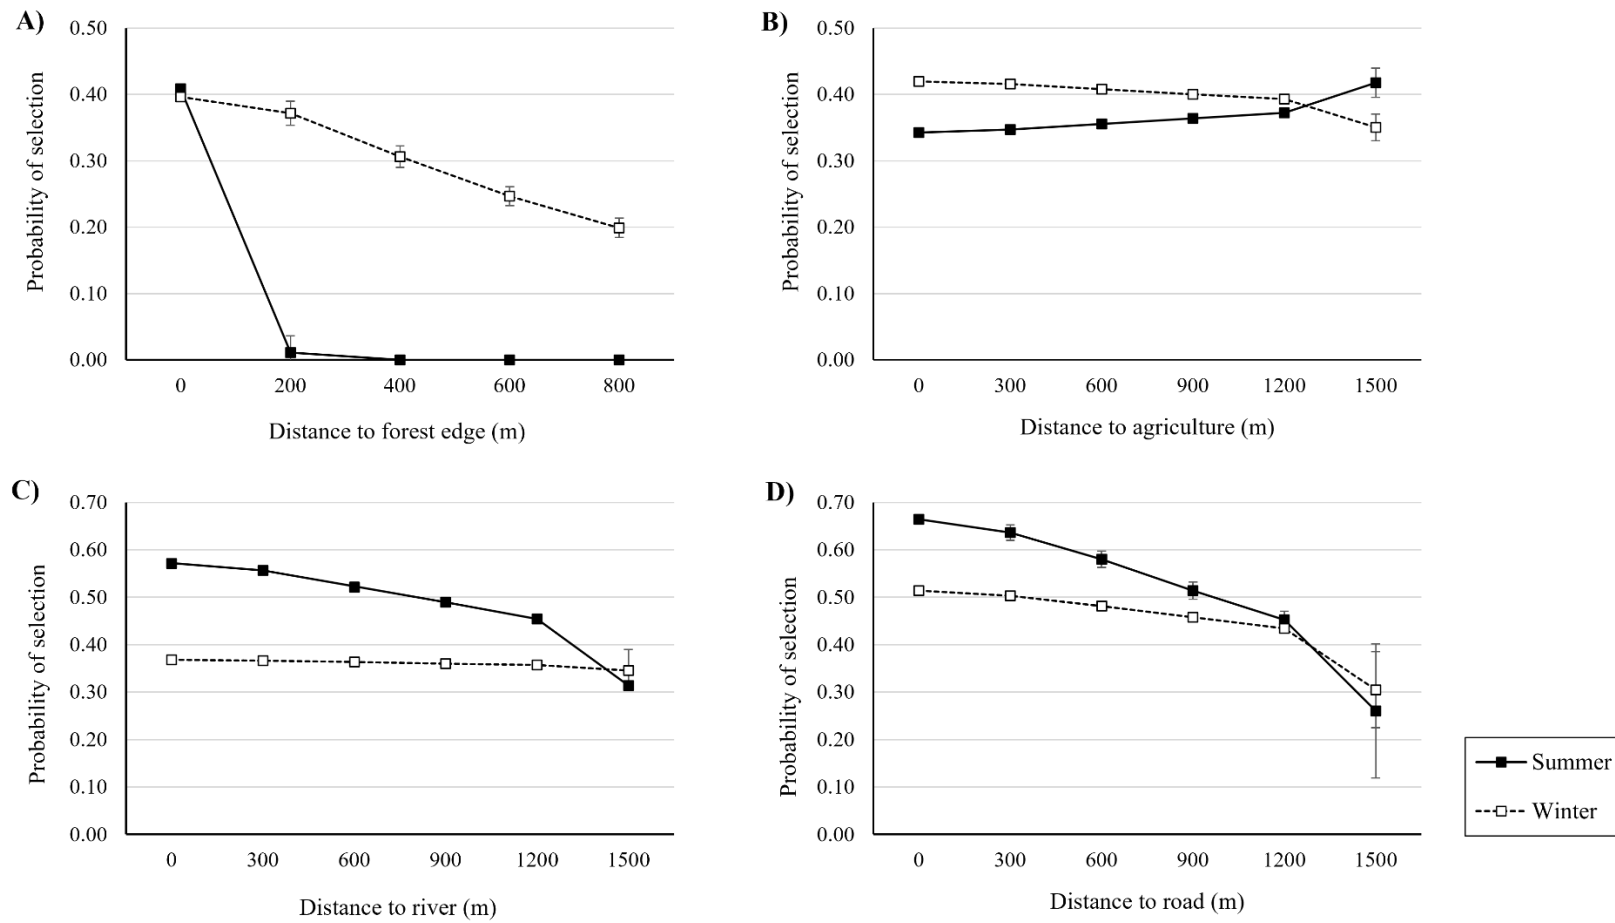 A)
0.50
0.40
0.30
0.20
0.10
0.00
Probability of selection
0 200 400 600 800
Distance to forest edge (m)
B)
0.50
0.40
0.30
0.20
0.10
0.00
Probability of selection
0 300 600 900 1200 1500
Distance to agriculture (m)
C)
0.70
0.60
0.50
0.40
0.30
0.20
0.10
0.00
Probability of selection
0 300 600 900 1200 1500
Distance to river (m)
D)
0.70
0.60
0.50
0.40
0.30
0.20
0.10
0.00
Probability of selection
0 300 600 900 1200 1500
Distance to road (m)
Summer
Winter